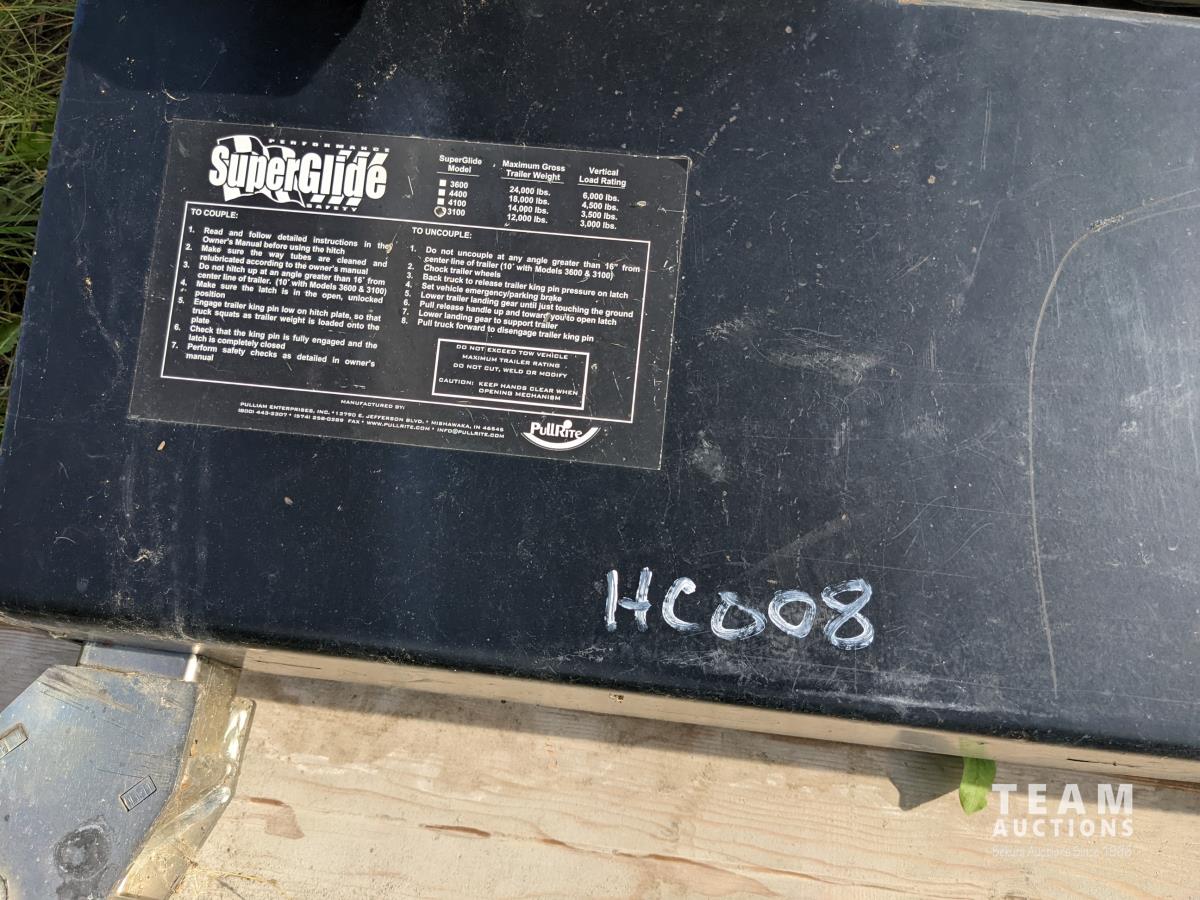 PERFORMANCE
SuperGlide
SAFETY
SuperGlide Model Maximum Gross Trailer Weight Vertical Load Rating
3600 24,000 lbs. 6,000 lbs.
4400 18,000 lbs. 4,500 lbs.
4100 14,000 lbs. 3,500 lbs.
3100 12,000 lbs. 3,000 lbs.
TO COUPLE:
1. Read and follow detailed instructions in the
Owner's Manual before using the hitch
2. Make sure the way tubes are cleaned and
relubricated according to the owner's manual
3. Do not hitch up at an angle greater than 16° from
center line of trailer. (10° with Models 3600 & 3100)
4. Make sure the latch is in the open, unlocked
position
5. Engage trailer king pin low on hitch plate, so that
truck squats as trailer weight is loaded onto the
plate
6. Check that the king pin is fully engaged and the
latch is completely closed
7. Perform safety checks as detailed in owner's
manual
TO UNCOUPLE:
1. Do not uncouple at any angle greater than 16° from
center line of trailer (10° with Models 3600 & 3100)
2. Chock trailer wheels
3. Back truck to release trailer king pin pressure on latch
4. Set vehicle emergency/parking brake
5. Lower trailer landing gear until just touching the ground
6. Pull release handle up and toward you to open latch
7. Lower landing gear to support trailer
8. Pull truck forward to disengage trailer king pin
DO NOT EXCEED TOW VEHICLE
MAXIMUM TRAILER RATING
DO NOT CUT, WELD OR MODIFY
CAUTION: KEEP HANDS CLEAR WHEN
OPENING MECHANISM
MANUFACTURED BY:
PULLIAM ENTERPRISES, INC. * 13790 E. JEFFERSON BLVD. * MISHAWAKA, IN 46545
(800) 443-2307 * (574) 258-0289 FAX * WWW.PULLRITE.COM * INFO@PULLRITE.COM
PULLRITE
HC008
TEAM
AUCTIONS